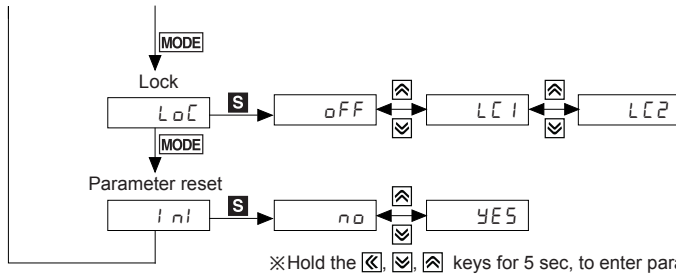 MODE
Lock
LoC S oFF LC1 LC2
MODE
Parameter reset
InI S no YES
※Hold the keys for 5 sec, to enter para